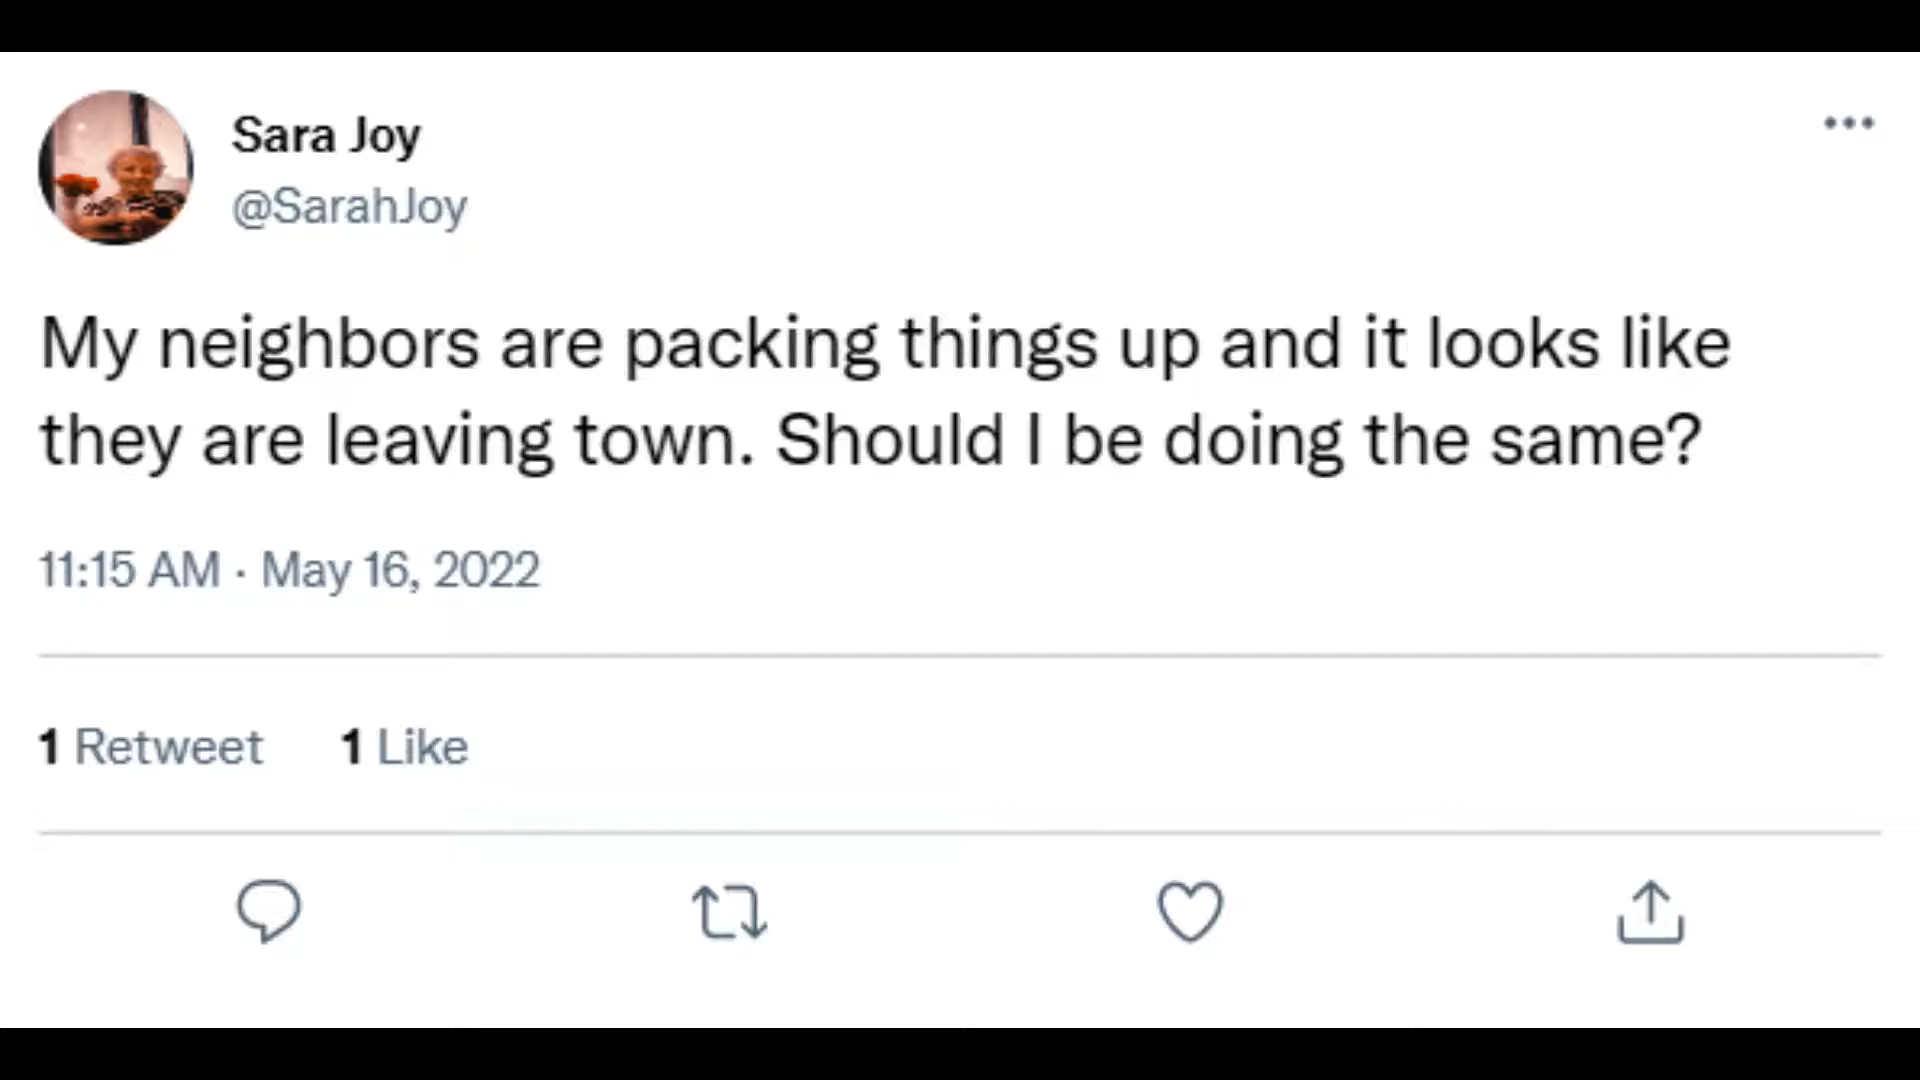 Sara Joy
@SarahJoy
My neighbors are packing things up and it looks like
they are leaving town. Should I be doing the same?
11:15 AM · May 16, 2022
1 Retweet 1 Like